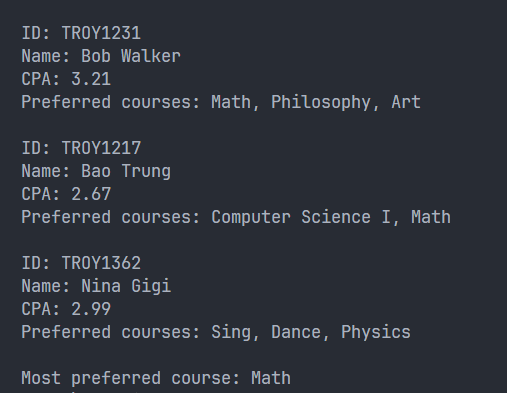 ID: TROY1231
Name: Bob Walker
CPA: 3.21
Preferred courses: Math, Philosophy, Art
ID: TROY1217
Name: Bao Trung
CPA: 2.67
Preferred courses: Computer Science I, Math
ID: TROY1362
Name: Nina Gigi
CPA: 2.99
Preferred courses: Sing, Dance, Physics
Most preferred course: Math